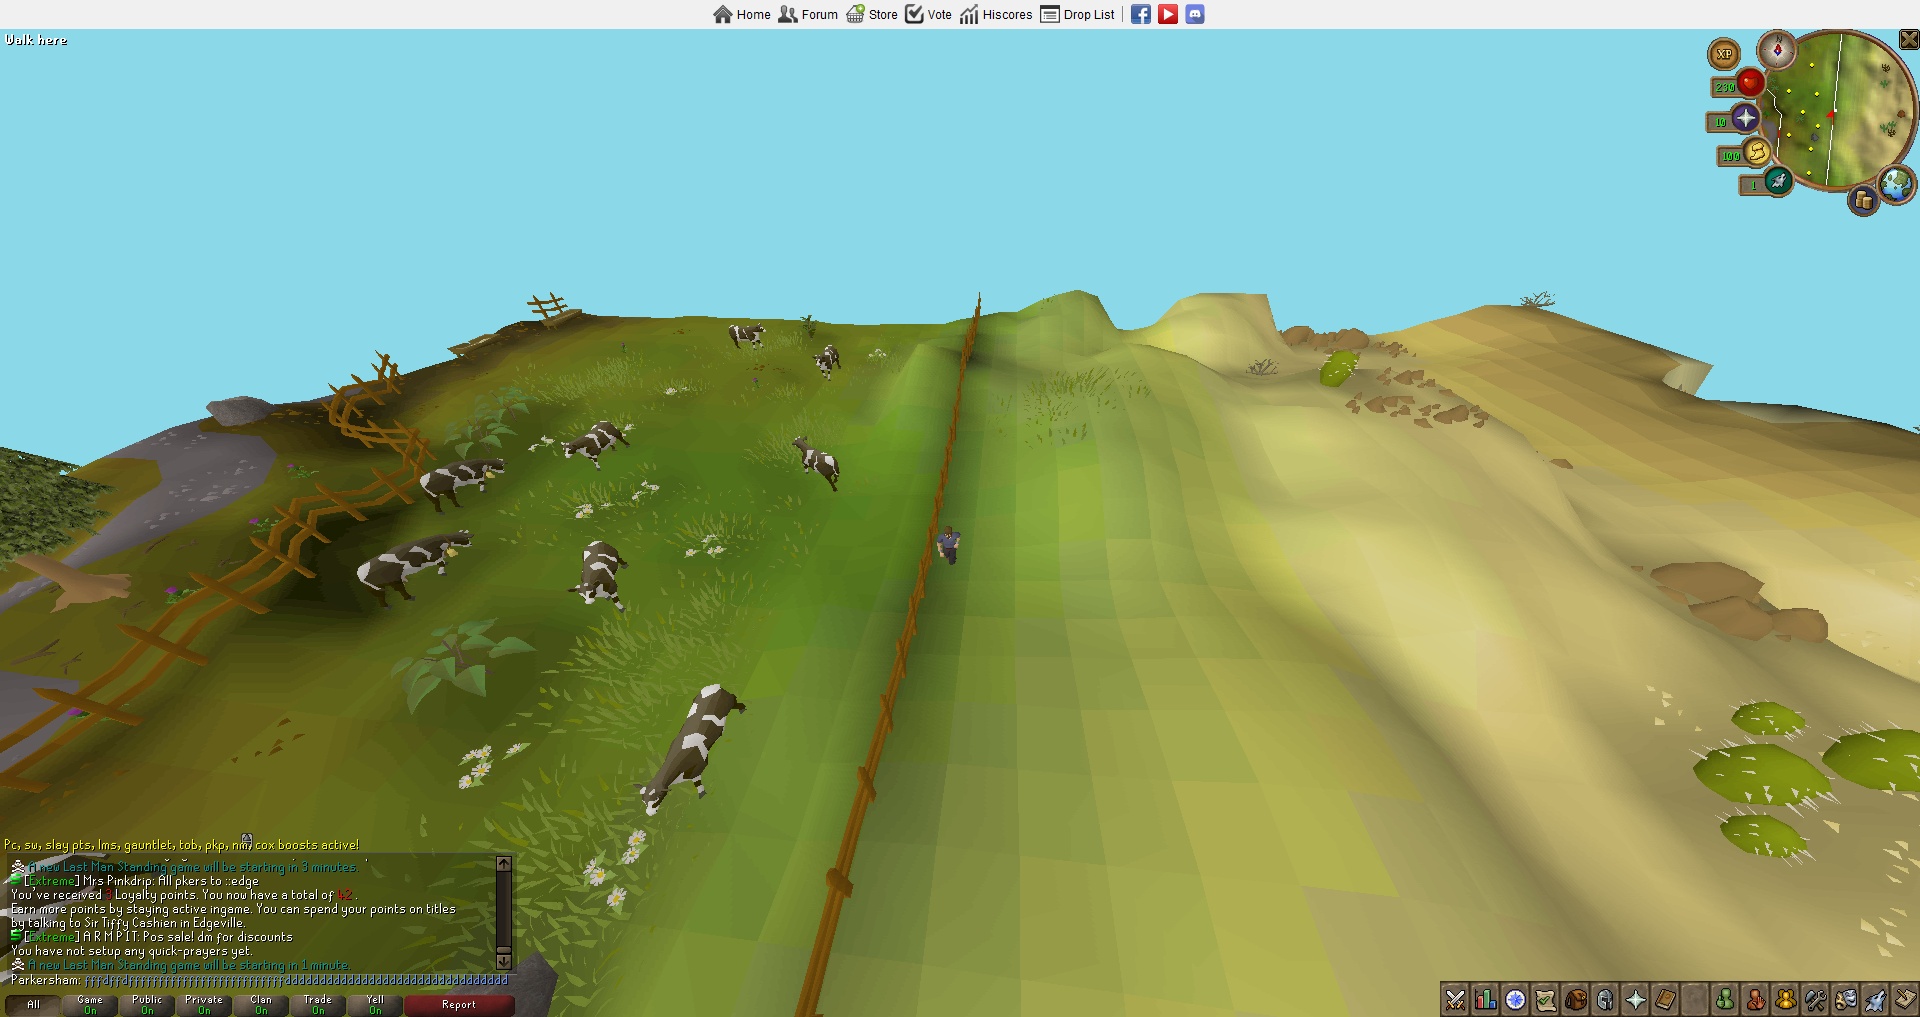 Home Forum Store Vote Hiscores Drop List
Walk here
N
XP
230
10
100
1
Pc, sw, slay pts, lms, gauntlet, tob, pkp, nm, cox boosts active!
A new Last Man Standing game will be starting in 3 minutes.
[Extreme] Mrs Pinkdrip: All pkers to ::edge
You've received 3 Loyalty points. You now have a total of 42.
Earn more points by staying active ingame. You can spend your points on titles
by talking to Sir Tiffy Cashien in Edgeville.
[Extreme] A R M P I T: Pos sale! dm for discounts
You have not setup any quick-prayers yet.
A new Last Man Standing game will be starting in 1 minute.
Parkersham:
All Game Public Private Clan Trade Yell Report
On On On On On On